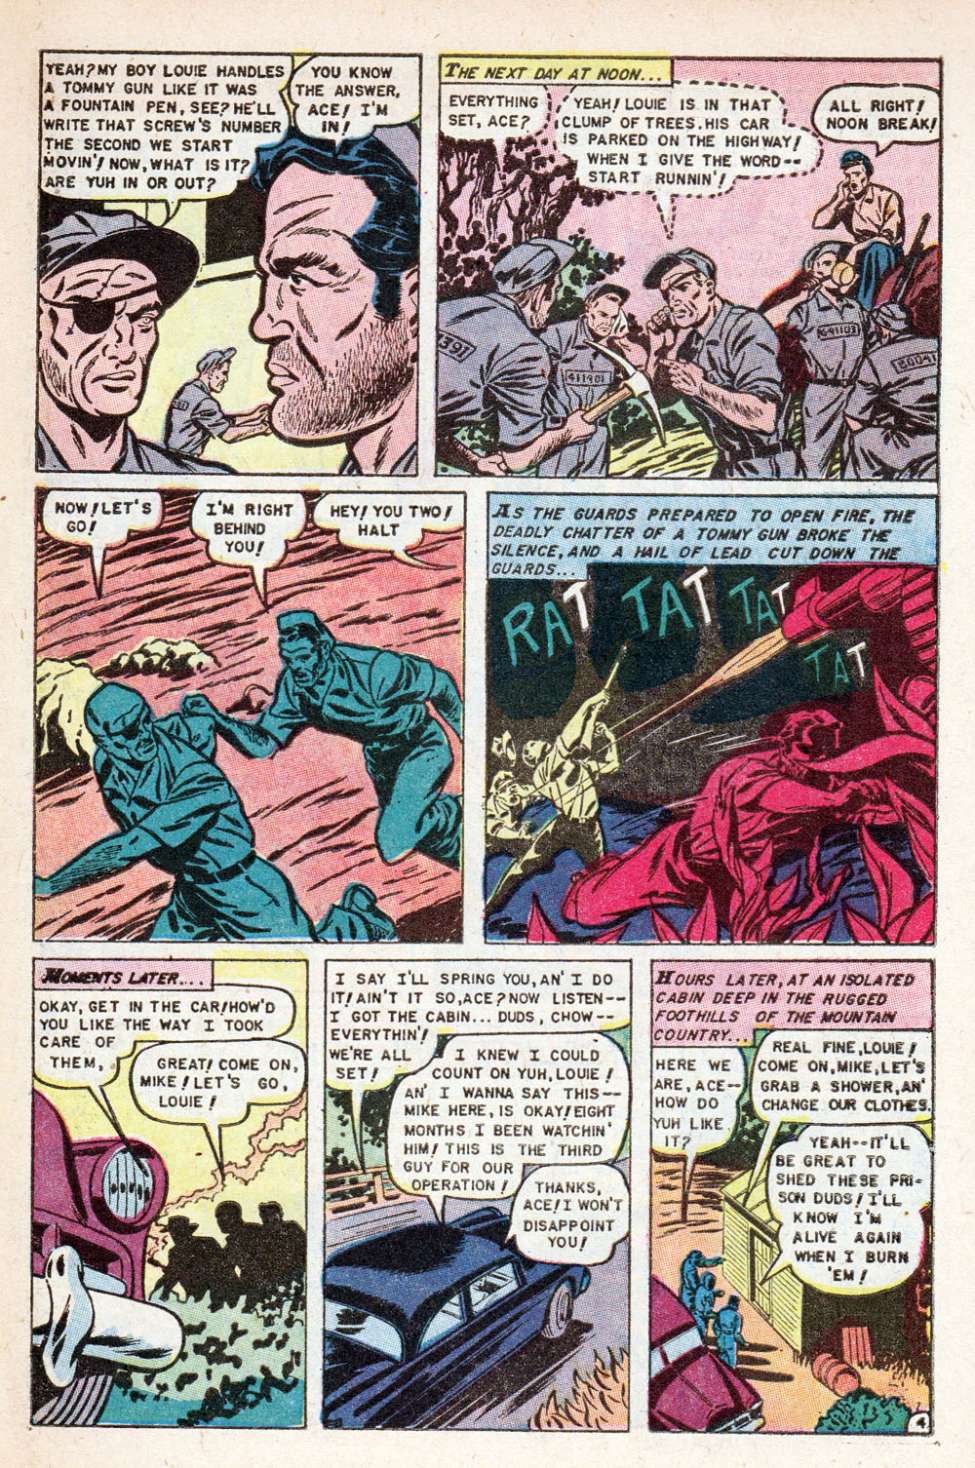 YEAH? MY BOY LOUIE HANDLES
A TOMMY GUN LIKE IT WAS
A FOUNTAIN PEN, SEE? HE'LL
WRITE THAT SCREW'S NUMBER
THE SECOND WE START
MOVIN'! NOW, WHAT IS IT?
ARE YUH IN OR OUT?
YOU KNOW
THE ANSWER,
ACE! I'M
IN!
THE NEXT DAY AT NOON...
EVERYTHING
SET, ACE?
YEAH! LOUIE IS IN THAT
CLUMP OF TREES. HIS CAR
IS PARKED ON THE HIGHWAY!
WHEN I GIVE THE WORD--
START RUNNIN'!
ALL RIGHT!
NOON BREAK!
391
411901
641103
86041
NOW! LET'S
GO!
I'M RIGHT
BEHIND
YOU!
HEY! YOU TWO!
HALT
AS THE GUARDS PREPARED TO OPEN FIRE, THE
DEADLY CHATTER OF A TOMMY GUN BROKE THE
SILENCE, AND A HAIL OF LEAD CUT DOWN THE
GUARDS...
RAT TAT TAT
TAT
MOMENTS LATER....
OKAY, GET IN THE CAR! HOW'D
YOU LIKE THE WAY I TOOK
CARE OF
THEM,
GREAT! COME ON,
MIKE! LET'S GO,
LOUIE!
I SAY I'LL SPRING YOU, AN' I DO
IT! AIN'T IT SO, ACE? NOW LISTEN--
I GOT THE CABIN... DUDS, CHOW--
EVERYTHIN'!
WE'RE ALL
SET!
I KNEW I COULD
COUNT ON YUH, LOUIE!
AN' I WANNA SAY THIS--
MIKE HERE, IS OKAY! EIGHT
MONTHS I BEEN WATCHIN'
HIM! THIS IS THE THIRD
GUY FOR OUR
OPERATION!
THANKS,
ACE! I WON'T
DISAPPOINT
YOU!
HOURS LATER, AT AN ISOLATED
CABIN DEEP IN THE RUGGED
FOOTHILLS OF THE MOUNTAIN
COUNTRY...
HERE WE
ARE, ACE--
HOW DO
YUH LIKE
IT?
REAL FINE, LOUIE!
COME ON, MIKE, LET'S
GRAB A SHOWER, AN'
CHANGE OUR CLOTHES.
YEAH--IT'LL
BE GREAT TO
SHED THESE PRI-
SON DUDS! I'LL
KNOW I'M
ALIVE AGAIN
WHEN I BURN
'EM!
4